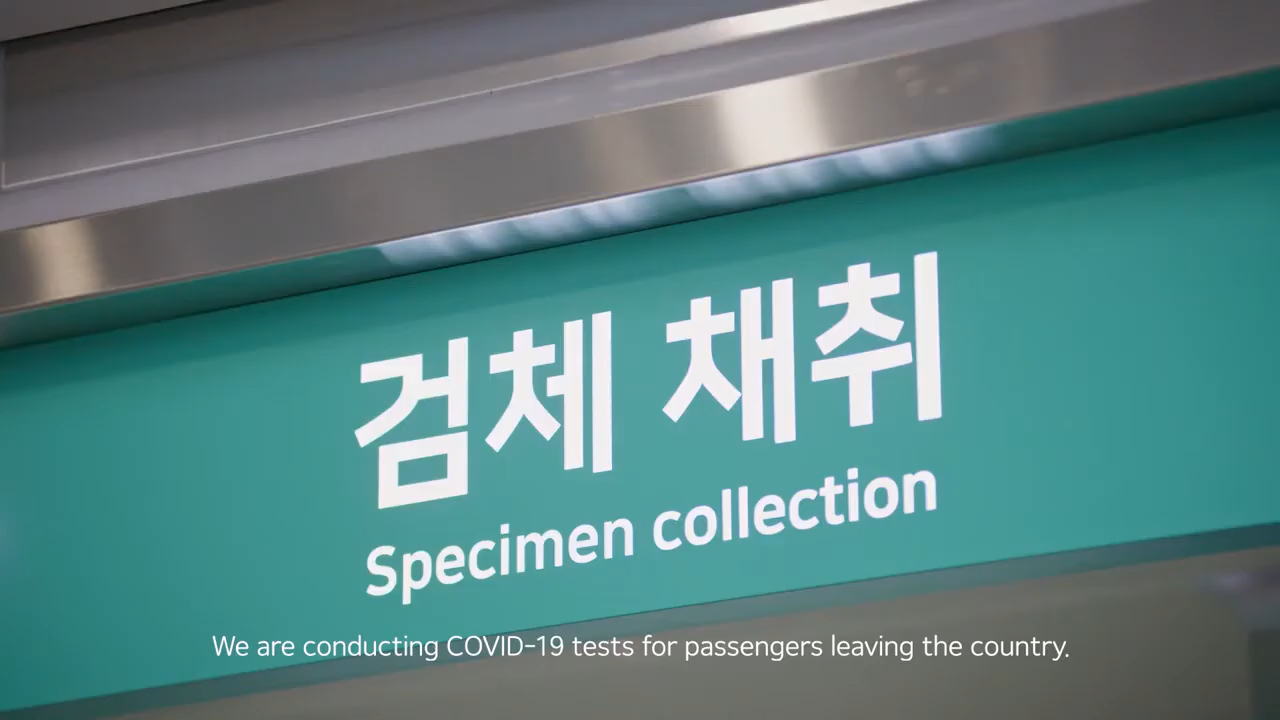 검체 채취
Specimen collection
We are conducting COVID-19 tests for passengers leaving the country.